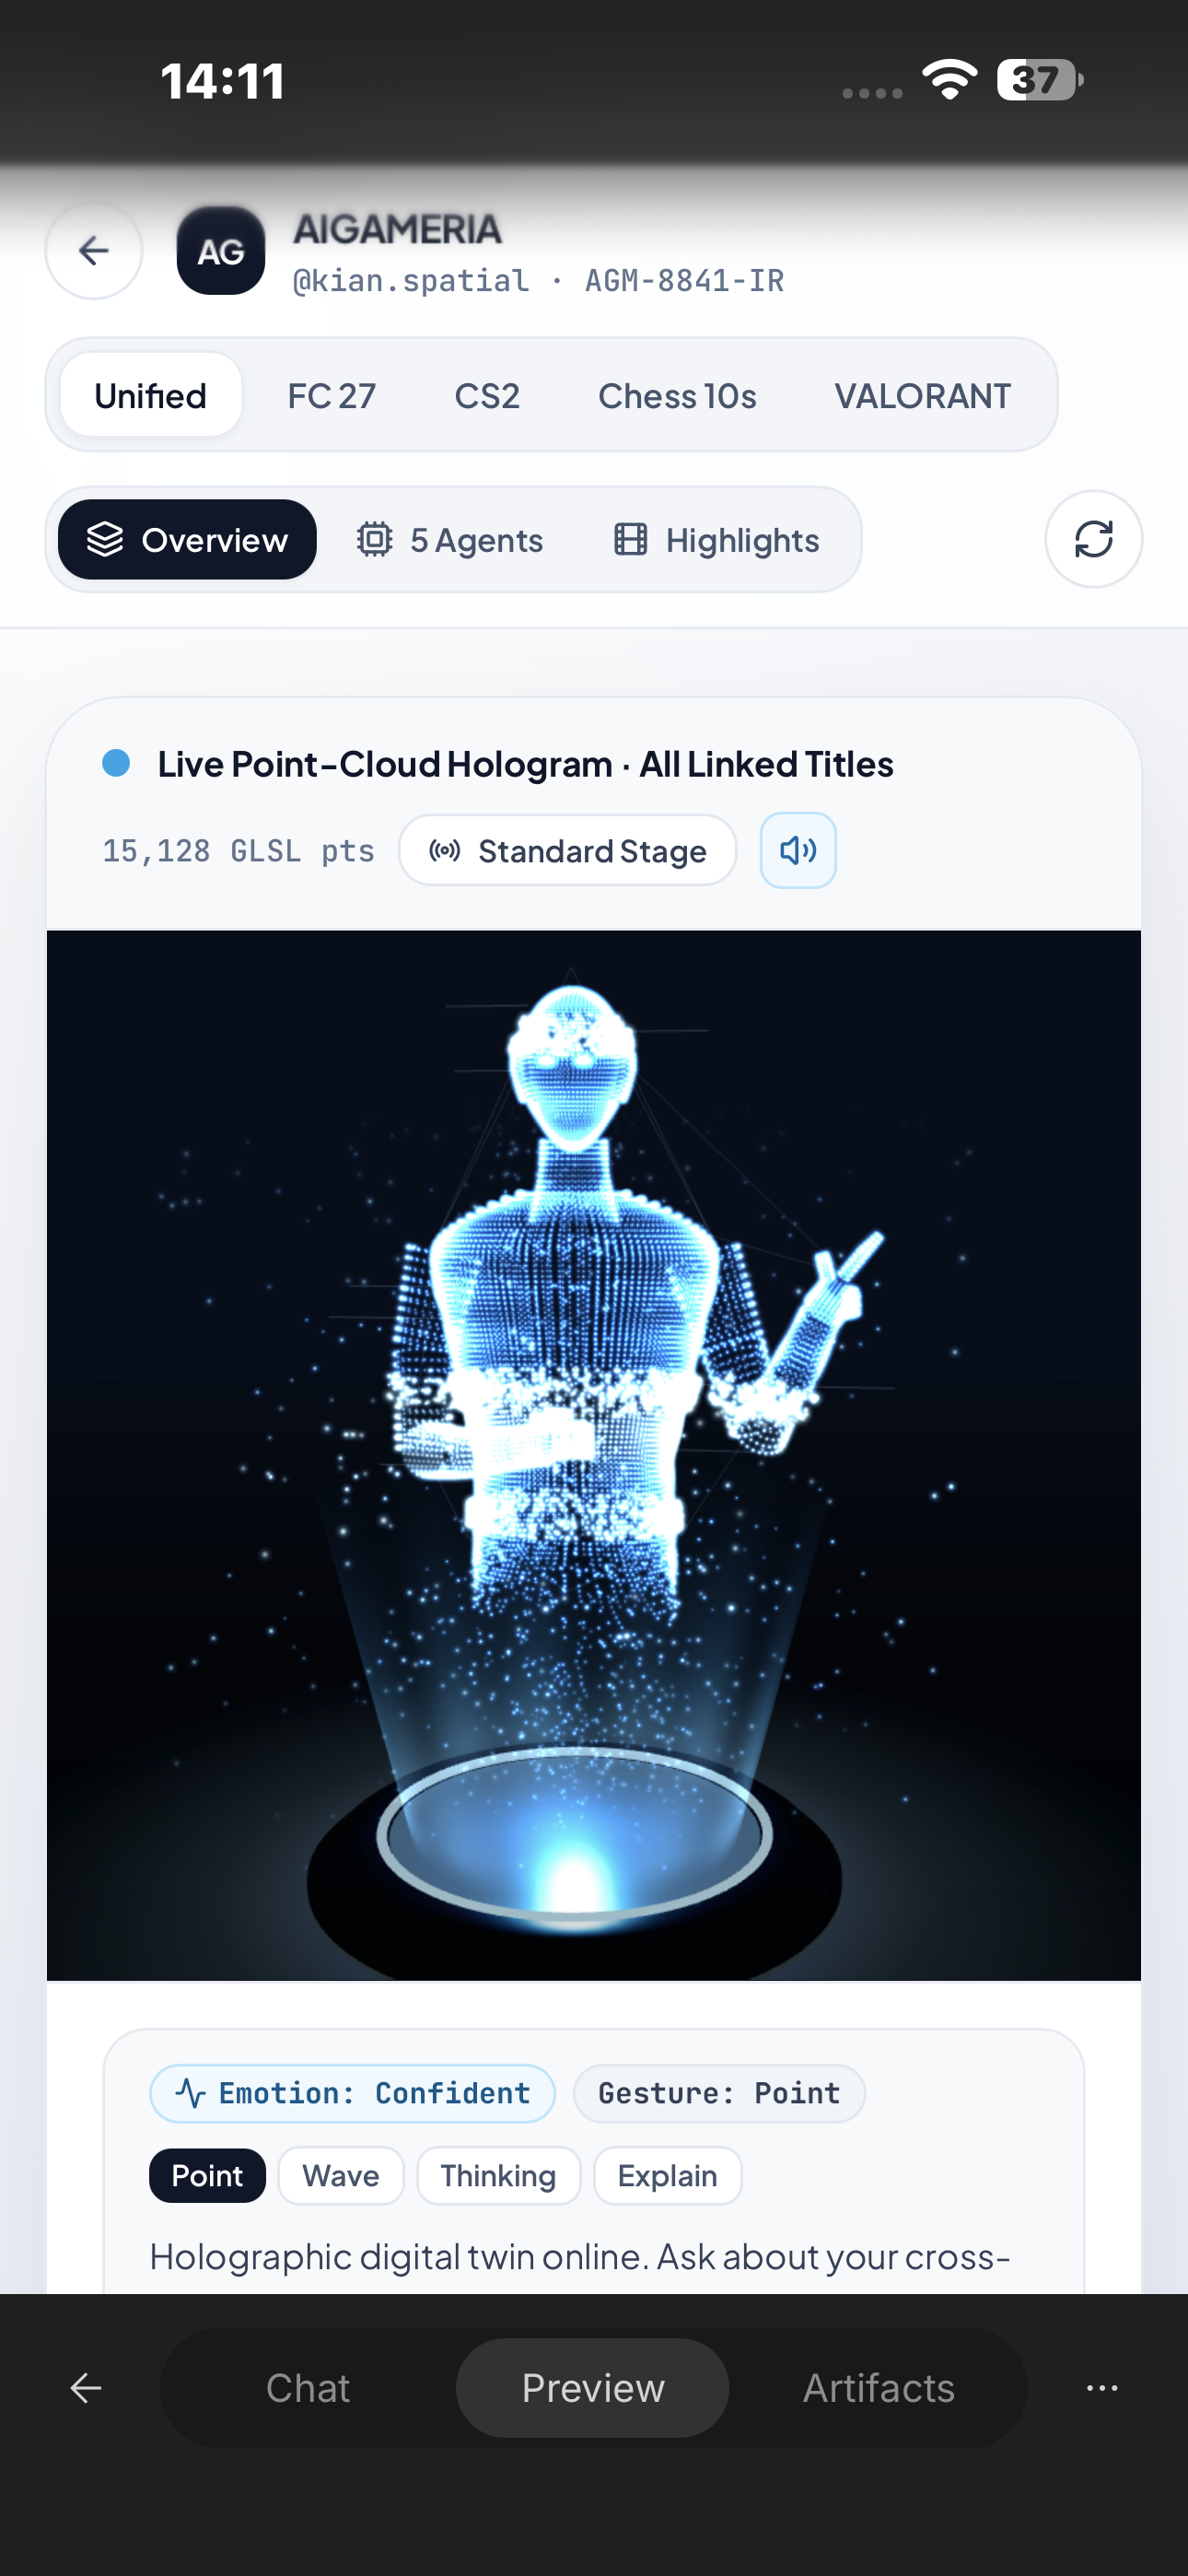 14:11
37
AG
AIGAMERIA
@kian.spatial · AGM-8841-IR
Unified FC 27 CS2 Chess 10s VALORANT
Overview 5 Agents Highlights
Live Point-Cloud Hologram · All Linked Titles
15,128 GLSL pts Standard Stage
Emotion: Confident Gesture: Point
Point Wave Thinking Explain
Holographic digital twin online. Ask about your cross-
Chat Preview Artifacts